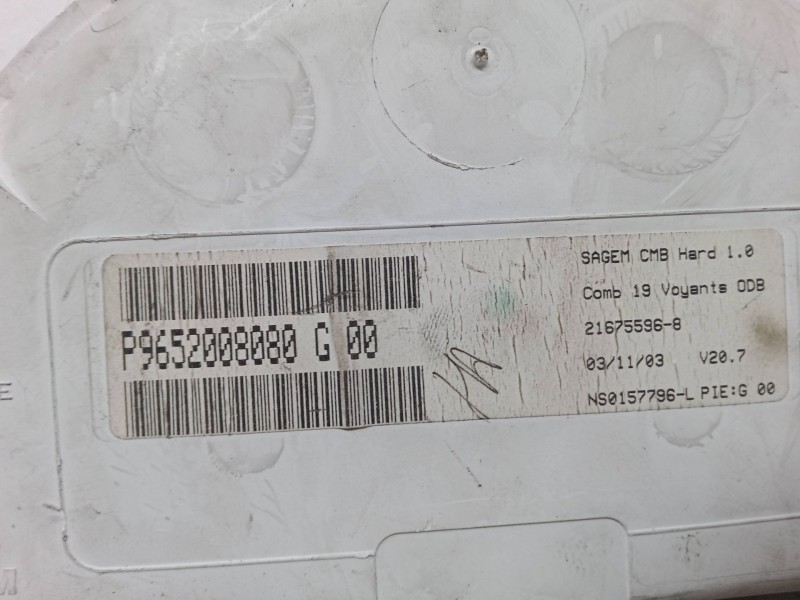 P9652008080 G 00
SAGEM CMB Hard 1.0
Comb 19 Voyants ODB
21675596-8
03/11/03 V20.7
NS0157796-L PIE:G 00
E